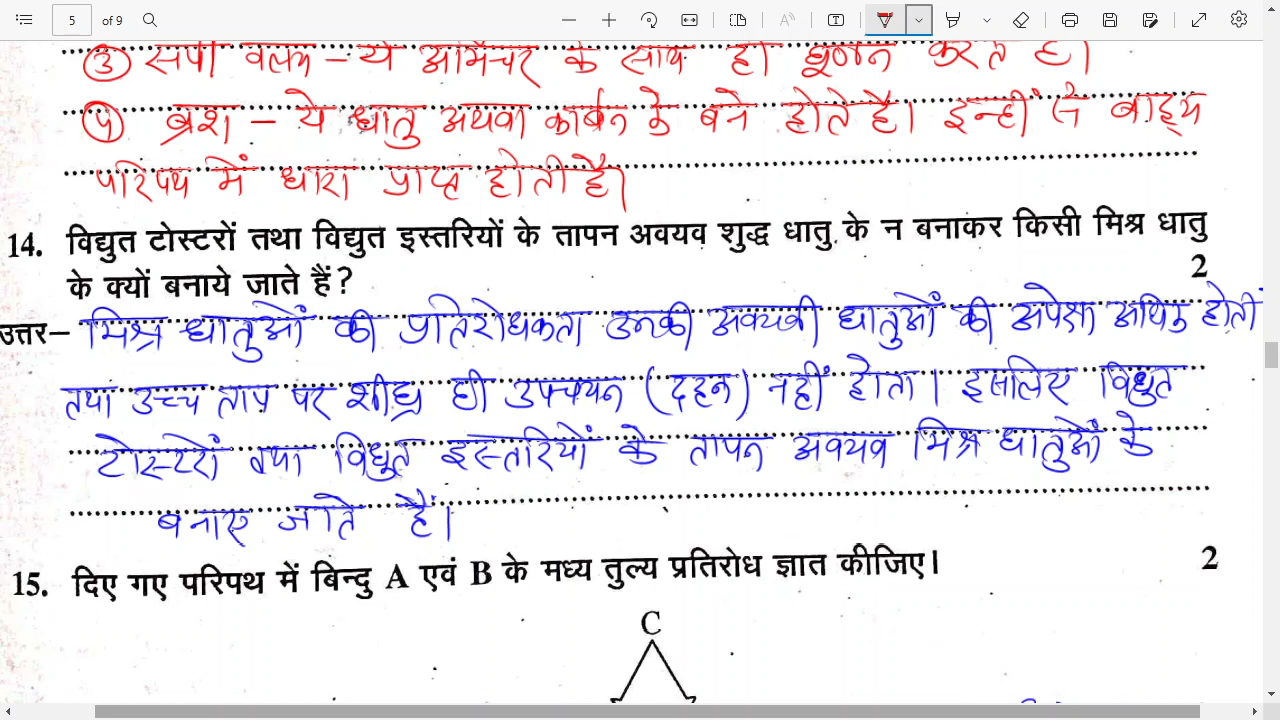 5 of 9
③ सर्पी वलय – ये आर्मेचर के साथ ही घूर्णन करते हैं।
④ ब्रश – ये धातु अथवा कार्बन के बने होते है। इन्हीं से बाह्य
परिपथ में धारा प्राप्त होती है।
14. विद्युत टोस्टरों तथा विद्युत इस्तरियों के तापन अवयव शुद्ध धातु के न बनाकर किसी मिश्र धातु
के क्यों बनाये जाते हैं? 2
उत्तर– मिश्र धातुओं की प्रतिरोधकता उनकी अवयवी धातुओं की अपेक्षा अधिक होती
तथा उच्च ताप पर शीघ्र ही उपचयन (दहन) नहीं होता। इसलिए विधुत
टोस्टरों तथा विधुत इस्तरियों के तापन अवयव मिश्र धातुओं के
बनाए जाते हैं।
15. दिए गए परिपथ में बिन्दु A एवं B के मध्य तुल्य प्रतिरोध ज्ञात कीजिए। 2
C